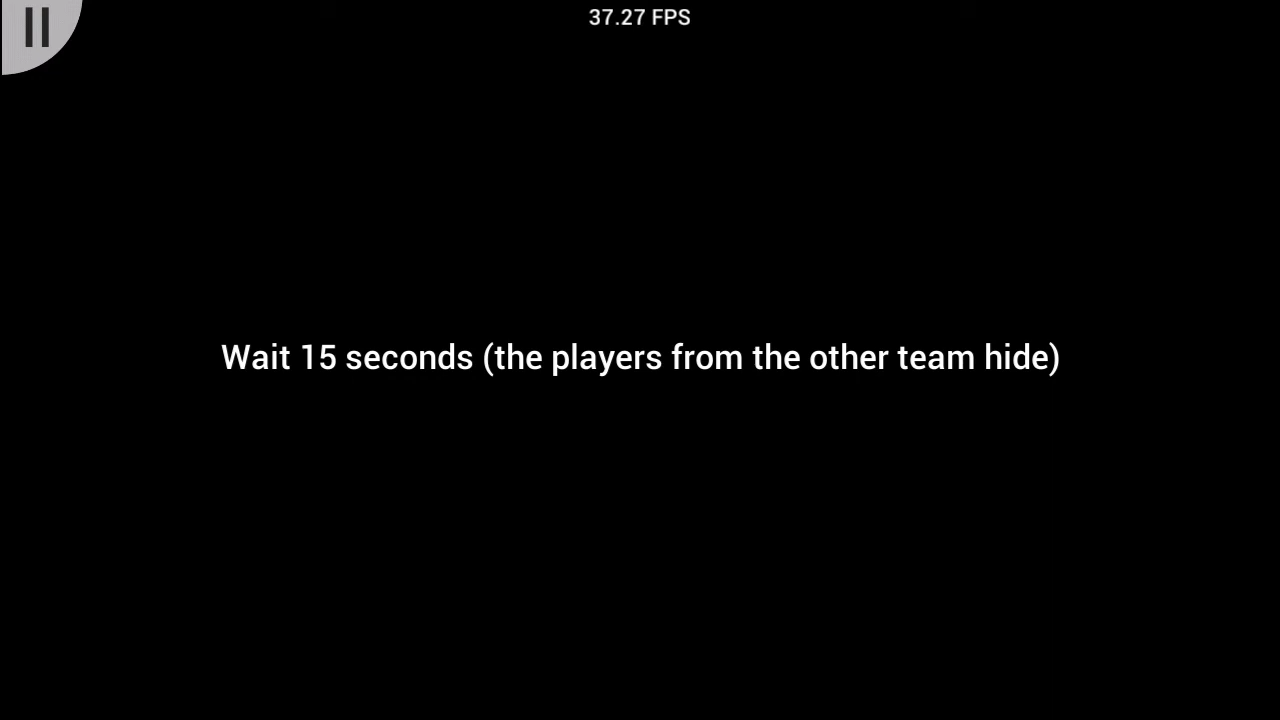 37.27 FPS
Wait 15 seconds (the players from the other team hide)